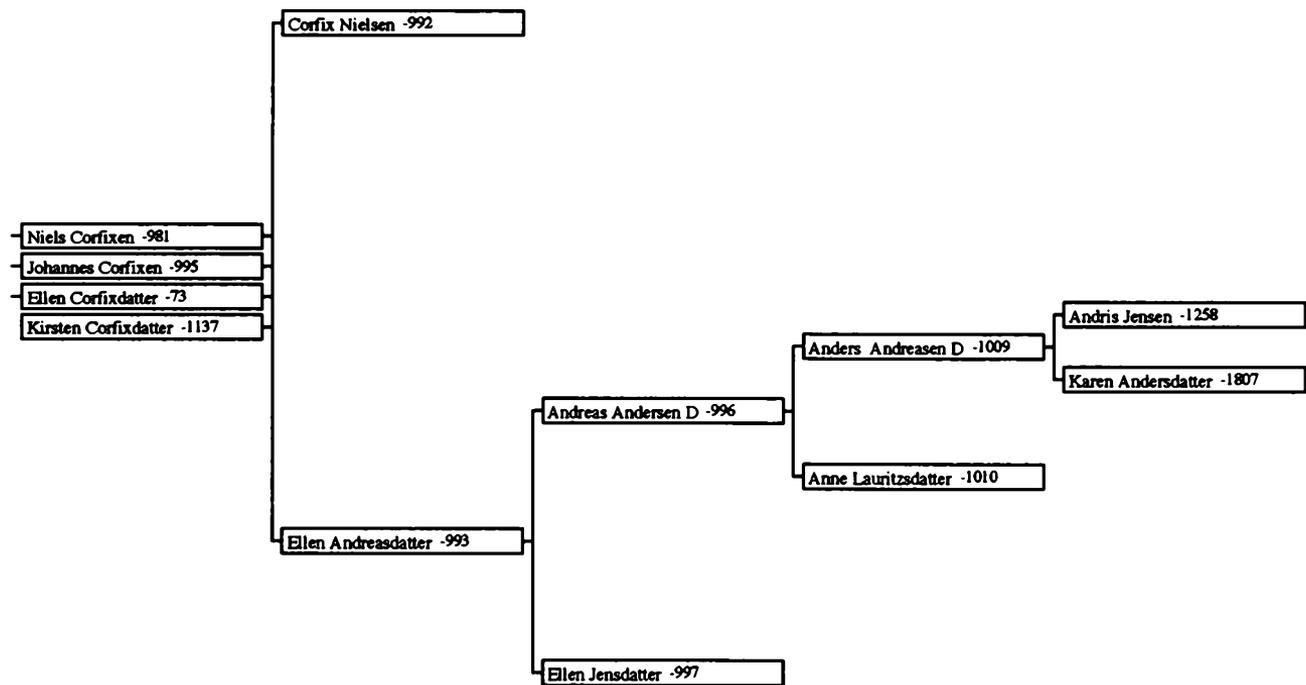 Corfix Nielsen -992
Niels Corfixen -981
Johannes Corfixen -995
Ellen Corfixdatter -73
Kirsten Corfixdatter -1137
Andris Jensen -1258
Anders Andreasen D -1009
Karen Andersdatter -1807
Andreas Andersen D -996
Anne Lauritzsdatter -1010
Ellen Andreasdatter -993
Ellen Jensdatter -997